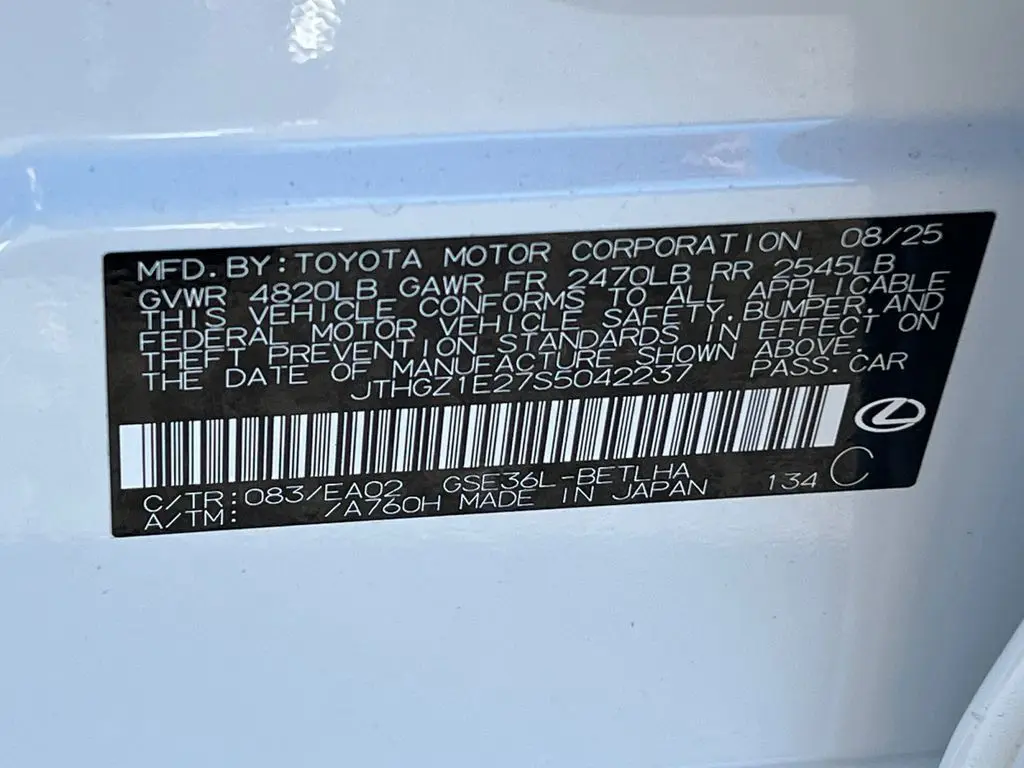 MFD. BY: TOYOTA MOTOR CORPORATION 08/25
GVWR 4820LB GAWR FR 2470LB RR 2545LB
THIS VEHICLE CONFORMS TO ALL APPLICABLE
FEDERAL MOTOR VEHICLE SAFETY, BUMPER, AND
THEFT PREVENTION STANDARDS IN EFFECT ON
THE DATE OF MANUFACTURE SHOWN ABOVE.
JTHGZ1E27S5042237 PASS. CAR
C/TR: 083/EA02 GSE36L-BETLHA 134 C
A/TM: /A760H MADE IN JAPAN